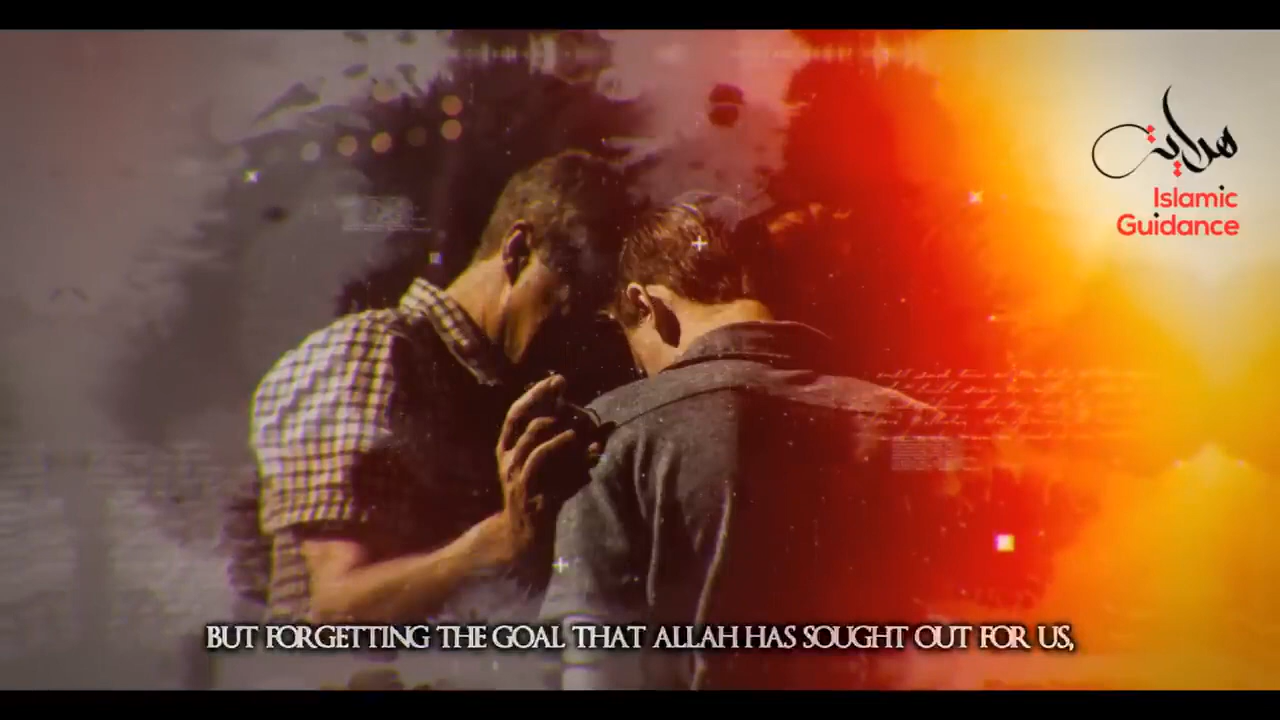 هداية
Islamic
Guidance
BUT FORGETTING THE GOAL THAT ALLAH HAS SOUGHT OUT FOR US,